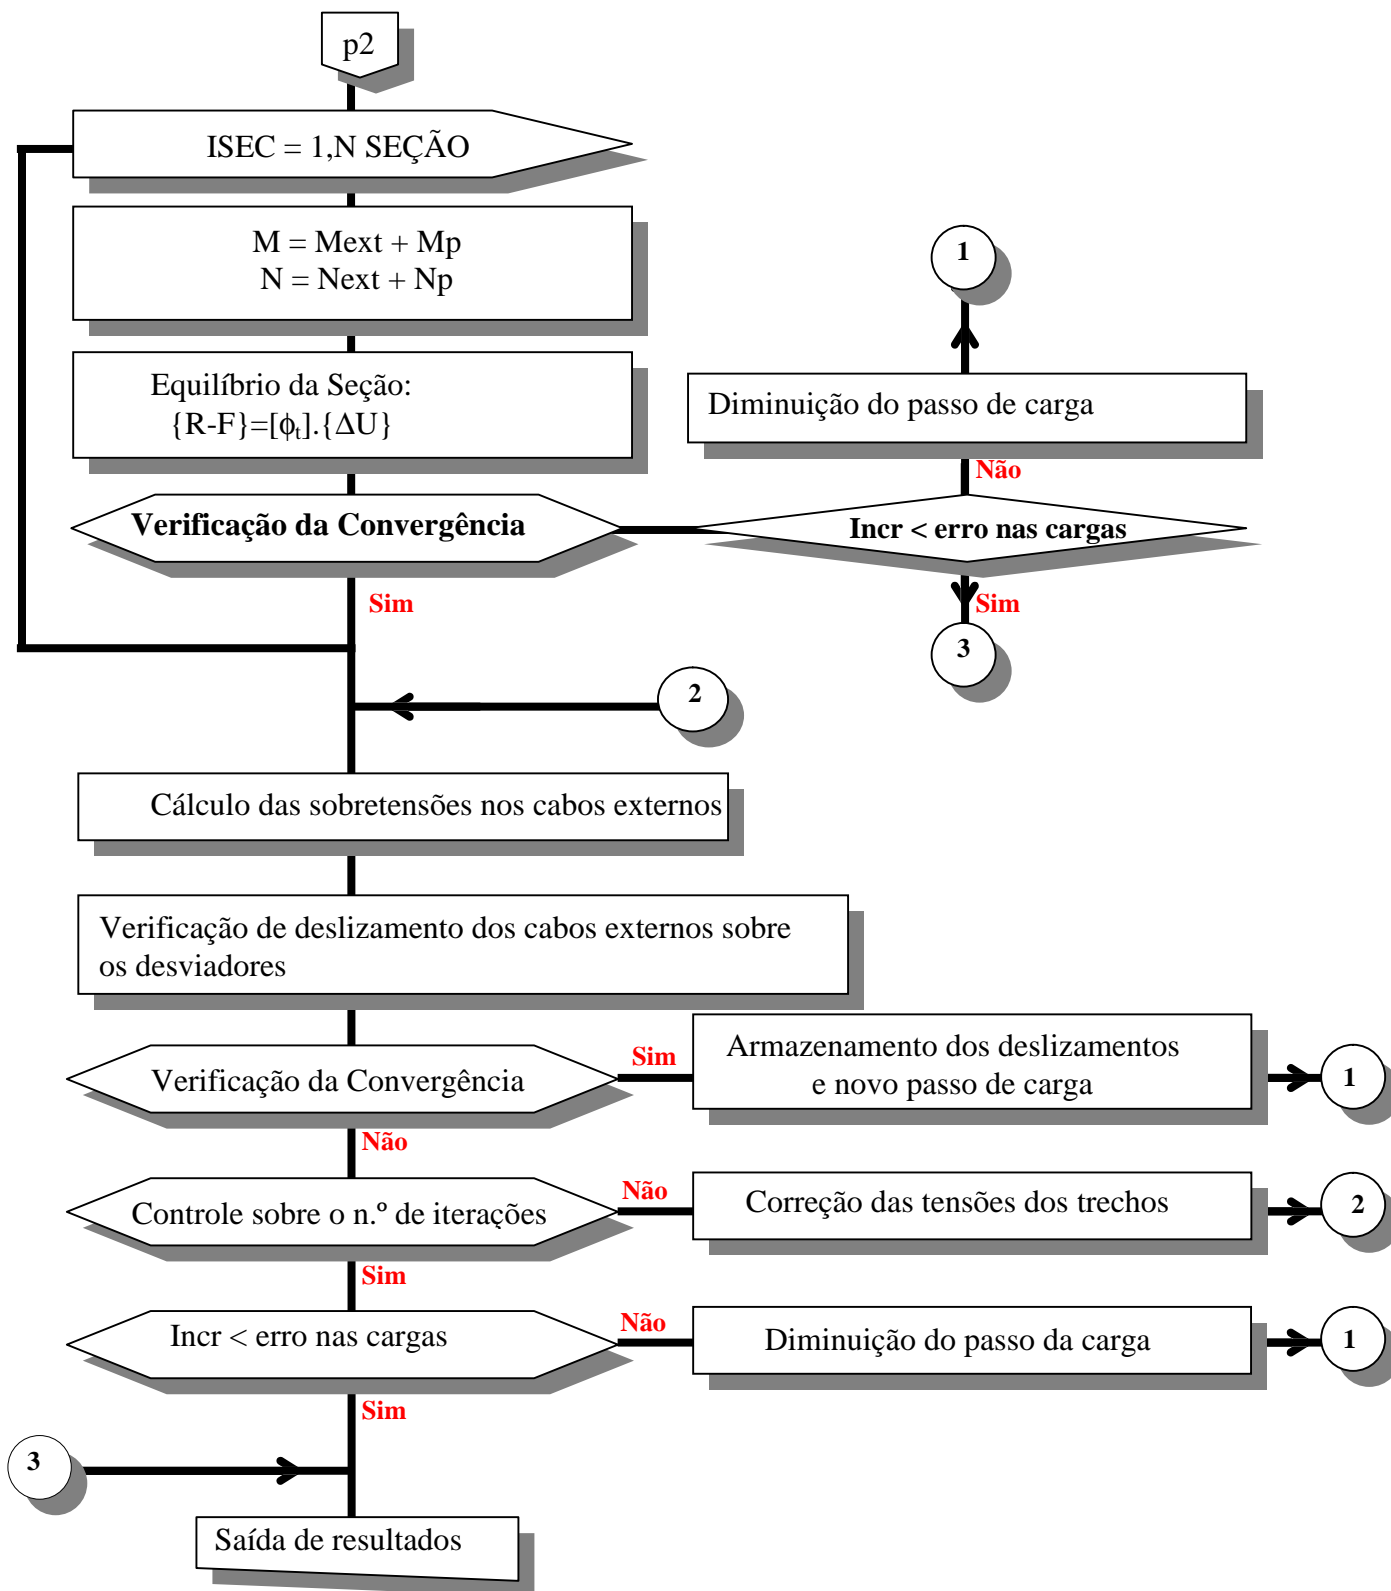 p2
ISEC = 1,N SEÇÃO
M = Mext + Mp
N = Next + Np
1
Equilíbrio da Seção:
{R-F}=[ϕt].{ΔU}
Diminuição do passo de carga
Não
Verificação da Convergência
Incr < erro nas cargas
Sim
Sim
3
2
Cálculo das sobretensões nos cabos externos
Verificação de deslizamento dos cabos externos sobre
os desviadores
Verificação da Convergência
Sim
Armazenamento dos deslizamentos
e novo passo de carga
1
Não
Controle sobre o n.º de iterações
Não
Correção das tensões dos trechos
2
Sim
Incr < erro nas cargas
Não
Diminuição do passo da carga
1
Sim
3
Saída de resultados